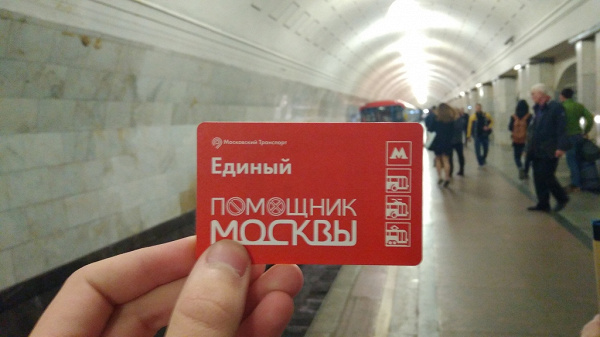 Московский Транспорт
Единый
ПОМОЩНИК
МОСКВЫ